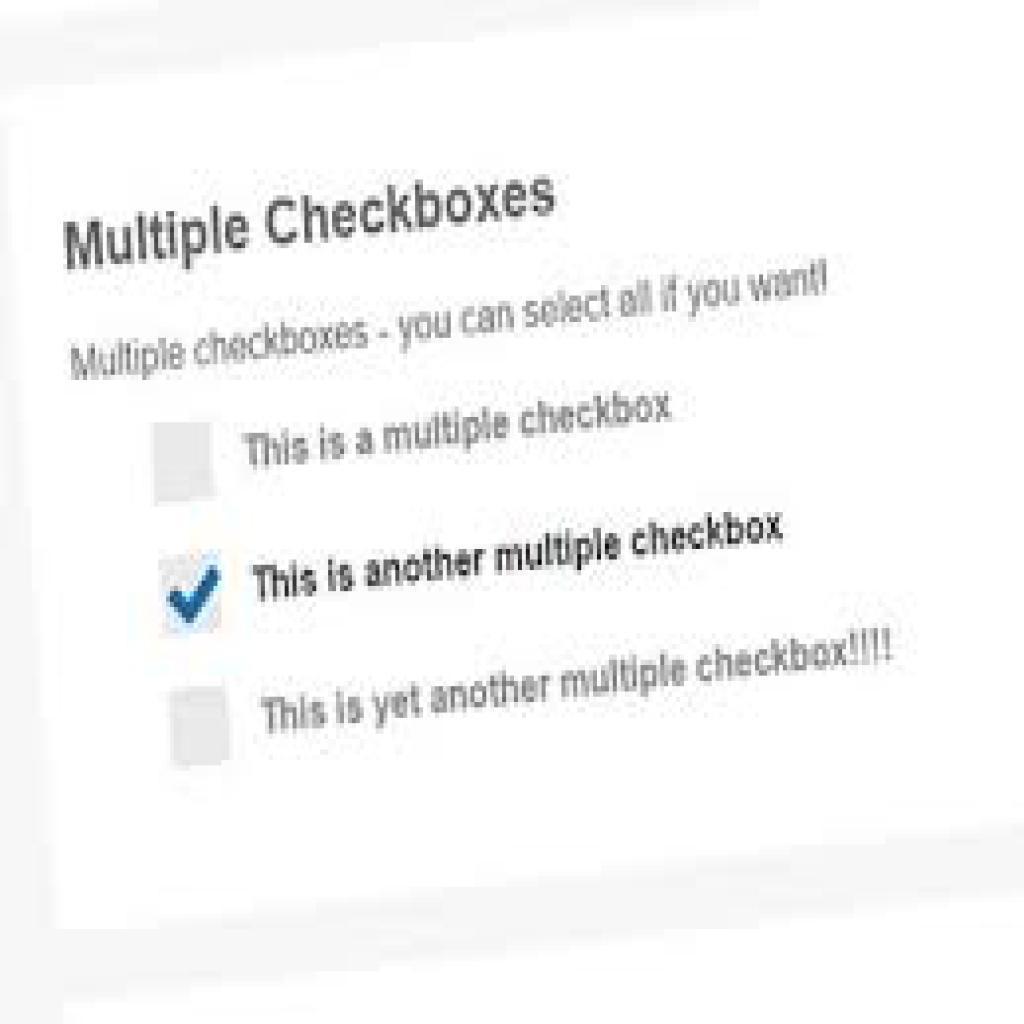 Multiple Checkboxes
Multiple checkboxes - you can select all if you want!
This is a multiple checkbox
This is another multiple checkbox
This is yet another multiple checkbox!!!!